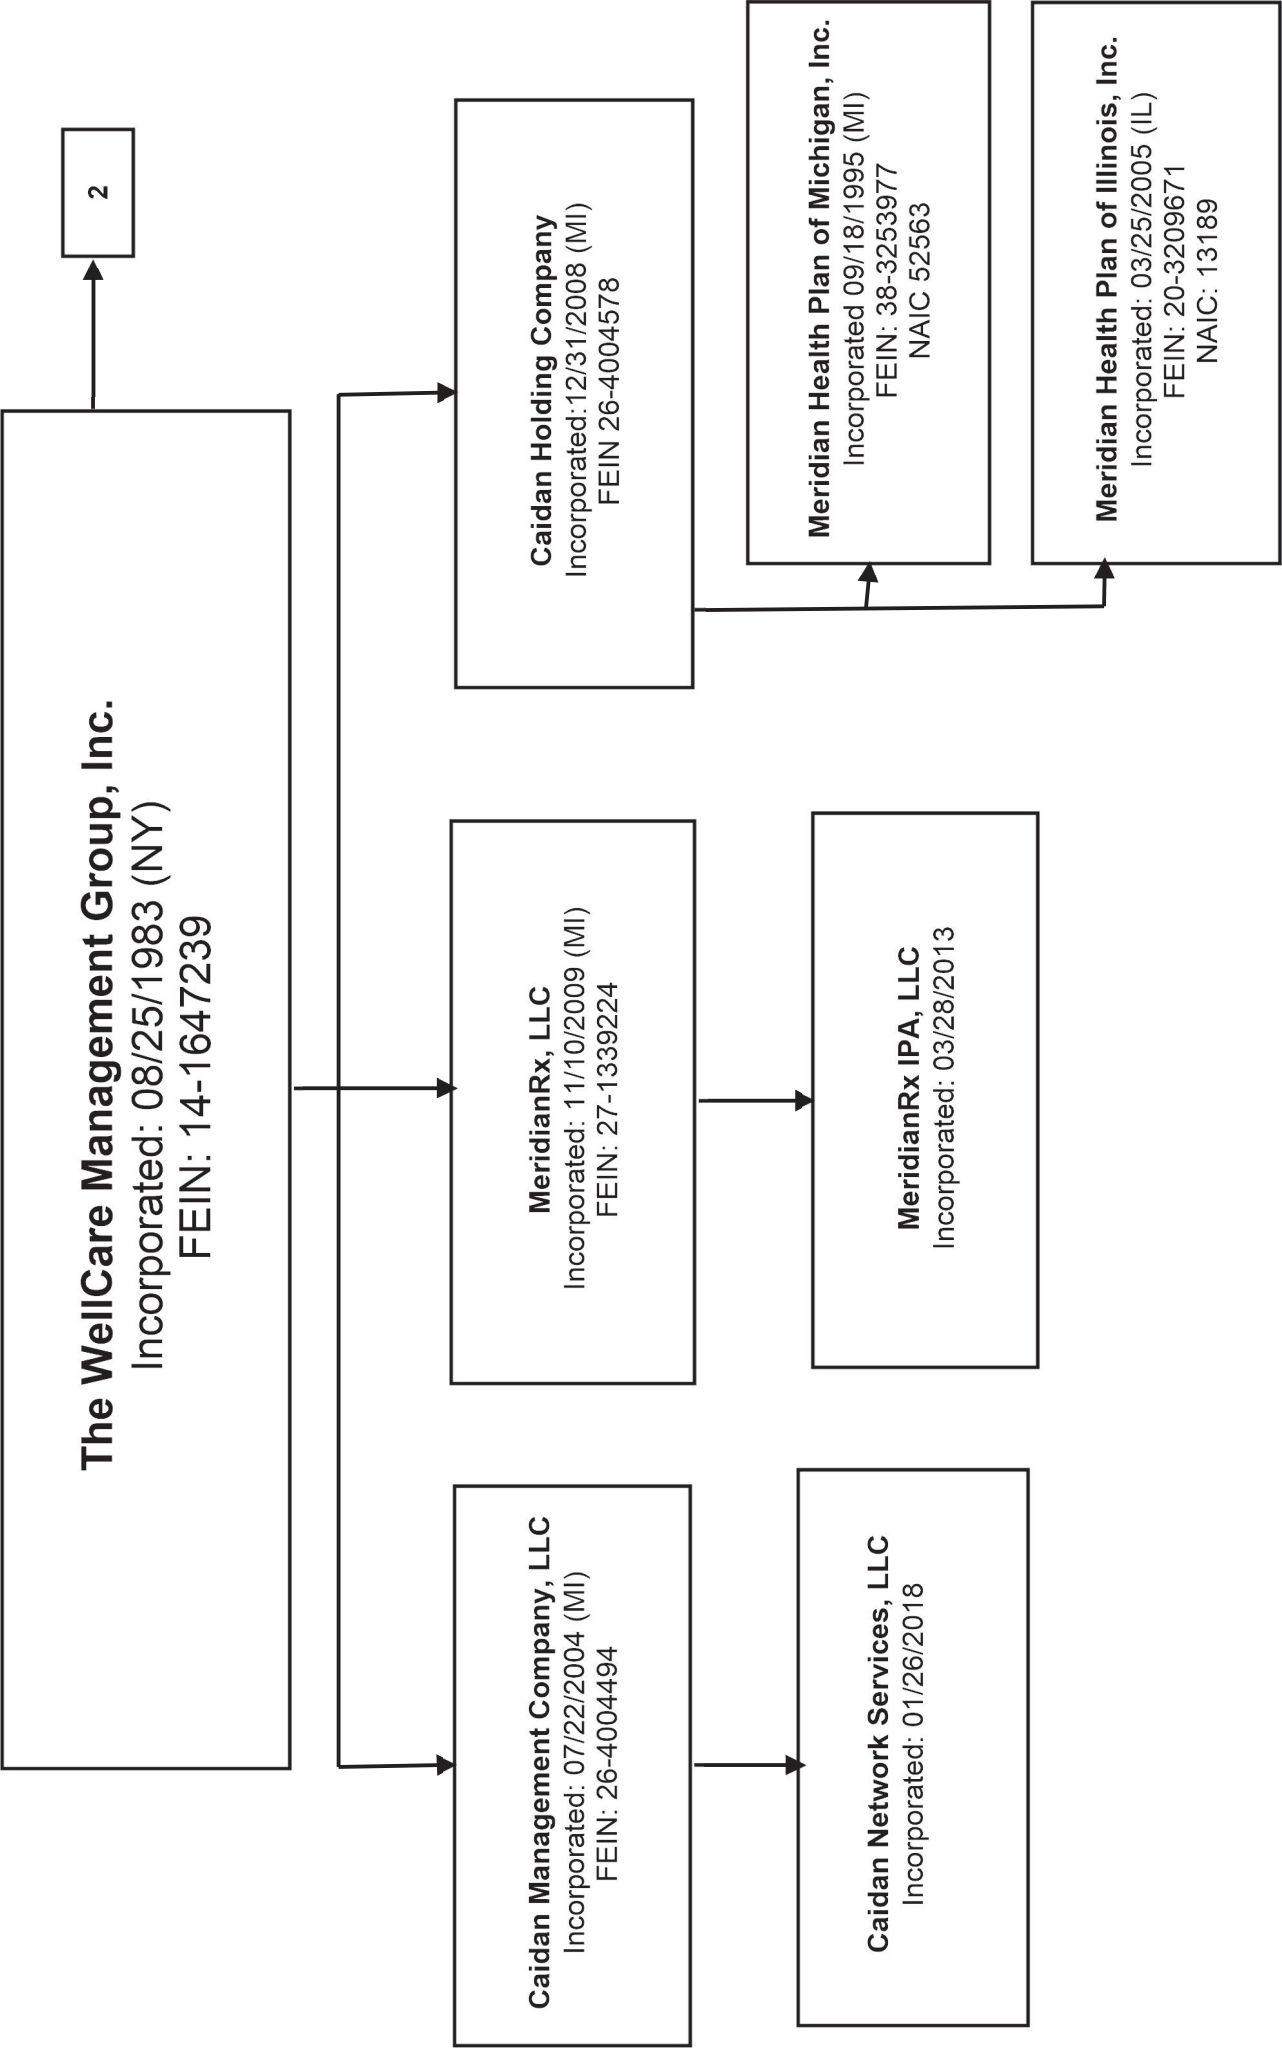 The WellCare Management Group, Inc.
Incorporated: 08/25/1983 (NY)
FEIN: 14-1647239
2
Caidan Management Company, LLC
Incorporated: 07/22/2004 (MI)
FEIN: 26-4004494
MeridianRx, LLC
Incorporated: 11/10/2009 (MI)
FEIN: 27-1339224
Caidan Holding Company
Incorporated:12/31/2008 (MI)
FEIN 26-4004578
Caidan Network Services, LLC
Incorporated: 01/26/2018
MeridianRx IPA, LLC
Incorporated: 03/28/2013
Meridian Health Plan of Michigan, Inc.
Incorporated 09/18/1995 (MI)
FEIN: 38-3253977
NAIC 52563
Meridian Health Plan of Illinois, Inc.
Incorporated: 03/25/2005 (IL)
FEIN: 20-3209671
NAIC: 13189